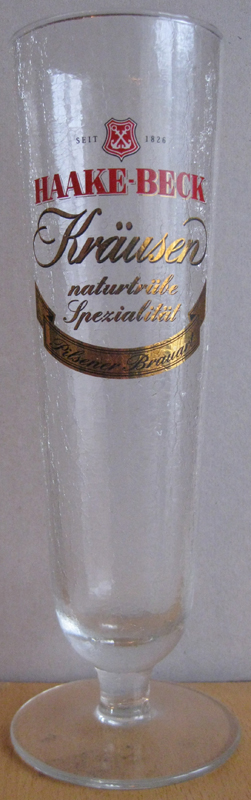 SEIT 1826
HAAKE-BECK
Kräusen
naturtrübe
Spezialität
Pilsener Brauart